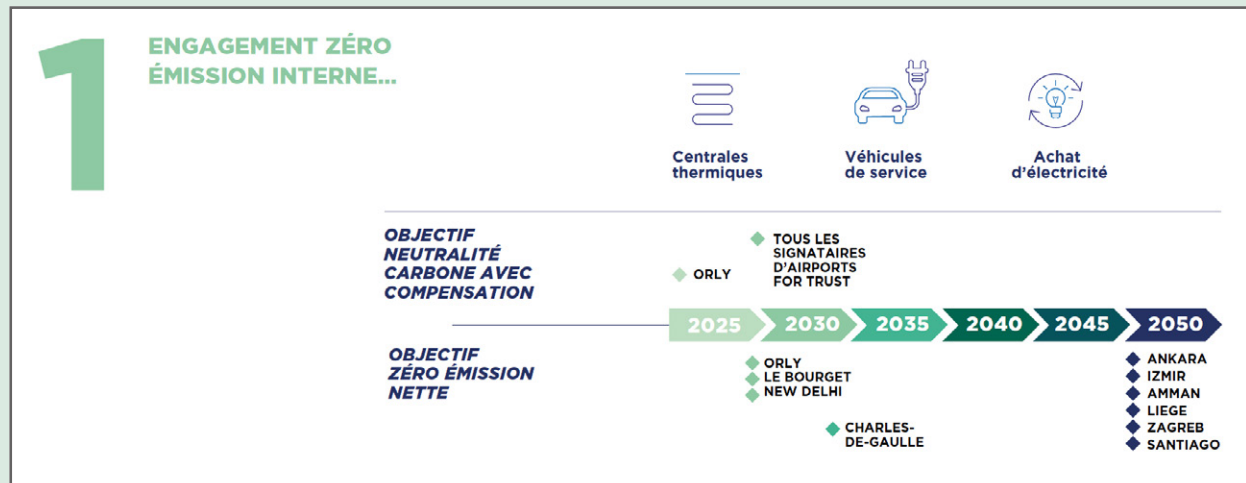 1
ENGAGEMENT ZÉRO
ÉMISSION INTERNE...
Centrales
thermiques
Véhicules
de service
Achat
d'électricité
OBJECTIF
NEUTRALITÉ
CARBONE AVEC
COMPENSATION
ORLY
TOUS LES
SIGNATAIRES
D'AIRPORTS
FOR TRUST
2025
2030
2035
2040
2045
2050
OBJECTIF
ZÉRO ÉMISSION
NETTE
ORLY
LE BOURGET
NEW DELHI
CHARLES-
DE-GAULLE
ANKARA
IZMIR
AMMAN
LIEGE
ZAGREB
SANTIAGO